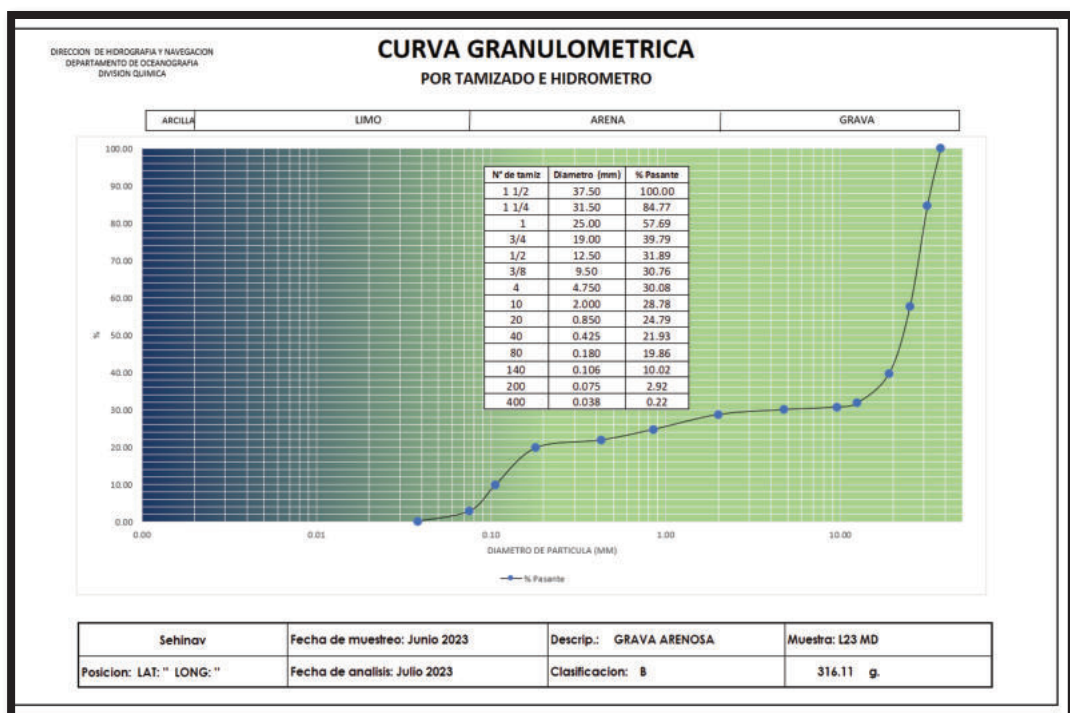 DIRECCION DE HIDROGRAFIA Y NAVEGACION
DEPARTAMENTO DE OCEANOGRAFIA
DIVISION QUIMICA
CURVA GRANULOMETRICA
POR TAMIZADO E HIDROMETRO
ARCILLA LIMO ARENA GRAVA
100.00
90.00
80.00
70.00
60.00
50.00
40.00
30.00
20.00
10.00
0.00
%
N° de tamiz Diametro (mm) % Pasante
1 1/2 37.50 100.00
1 1/4 31.50 84.77
1 25.00 57.69
3/4 19.00 39.79
1/2 12.50 31.89
3/8 9.50 30.76
4 4.750 30.08
10 2.000 28.78
20 0.850 24.79
40 0.425 21.93
80 0.180 19.86
140 0.106 10.02
200 0.075 2.92
400 0.038 0.22
0.00 0.01 0.10 1.00 10.00
DIAMETRO DE PARTICULA (MM)
% Pasante
Sehinav Fecha de muestreo: Junio 2023 Descrip.: GRAVA ARENOSA Muestra: L23 MD
Posicion: LAT: " LONG: " Fecha de analisis: Julio 2023 Clasificacion: B 316.11 g.